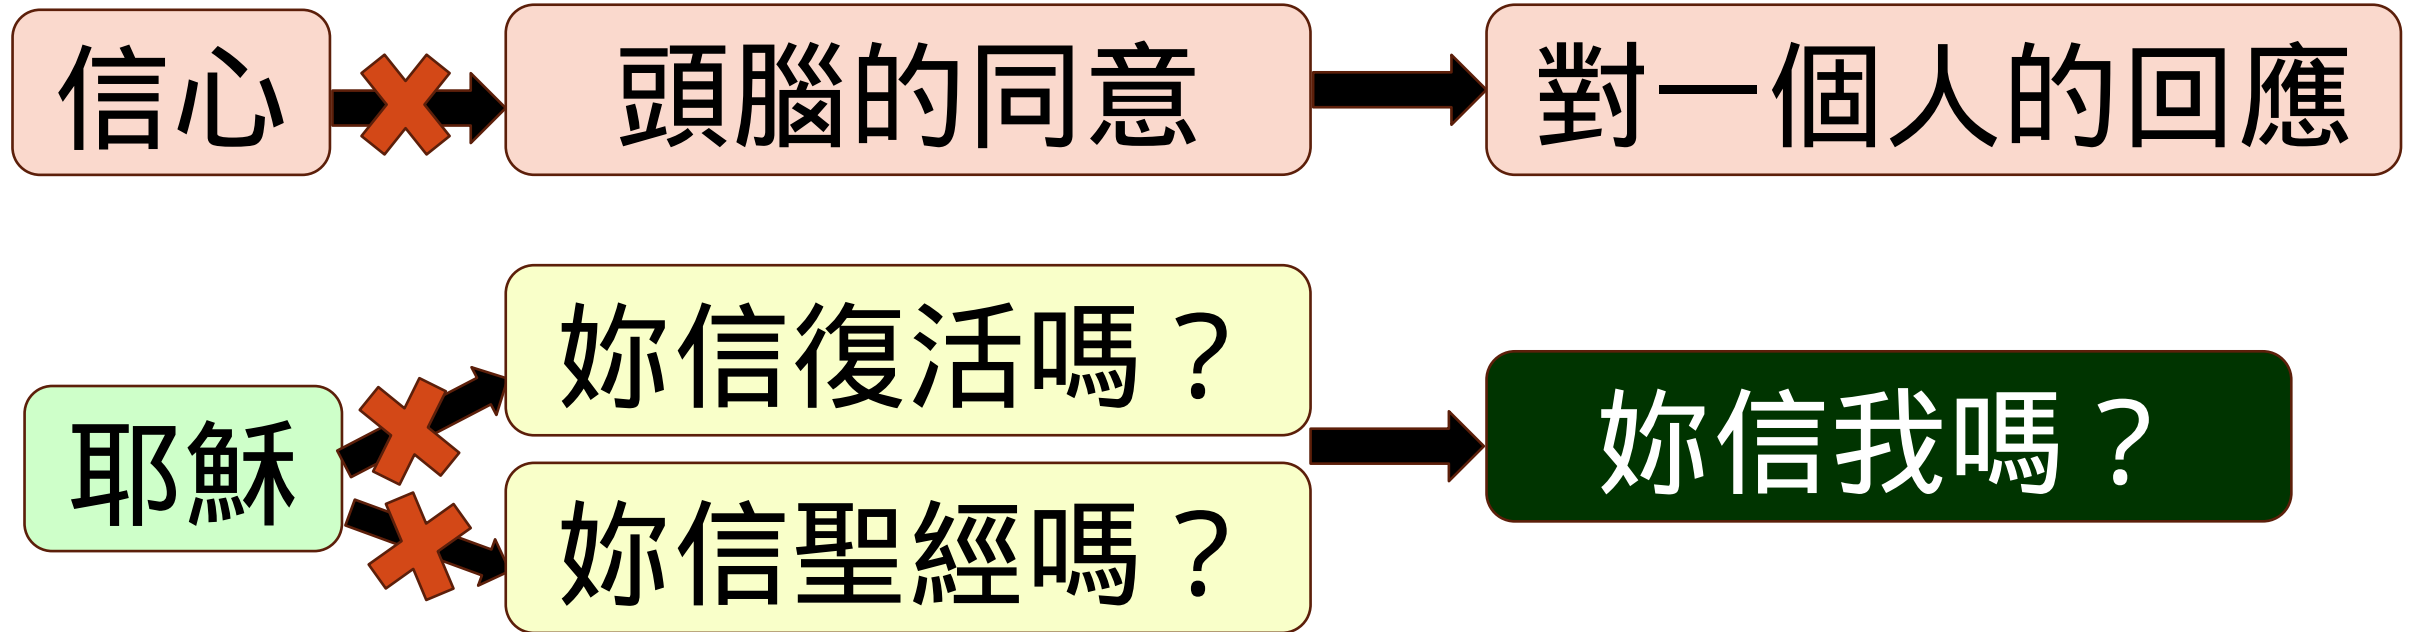 信心
頭腦的同意
對一個人的回應
耶穌
妳信復活嗎？
妳信聖經嗎？
妳信我嗎？